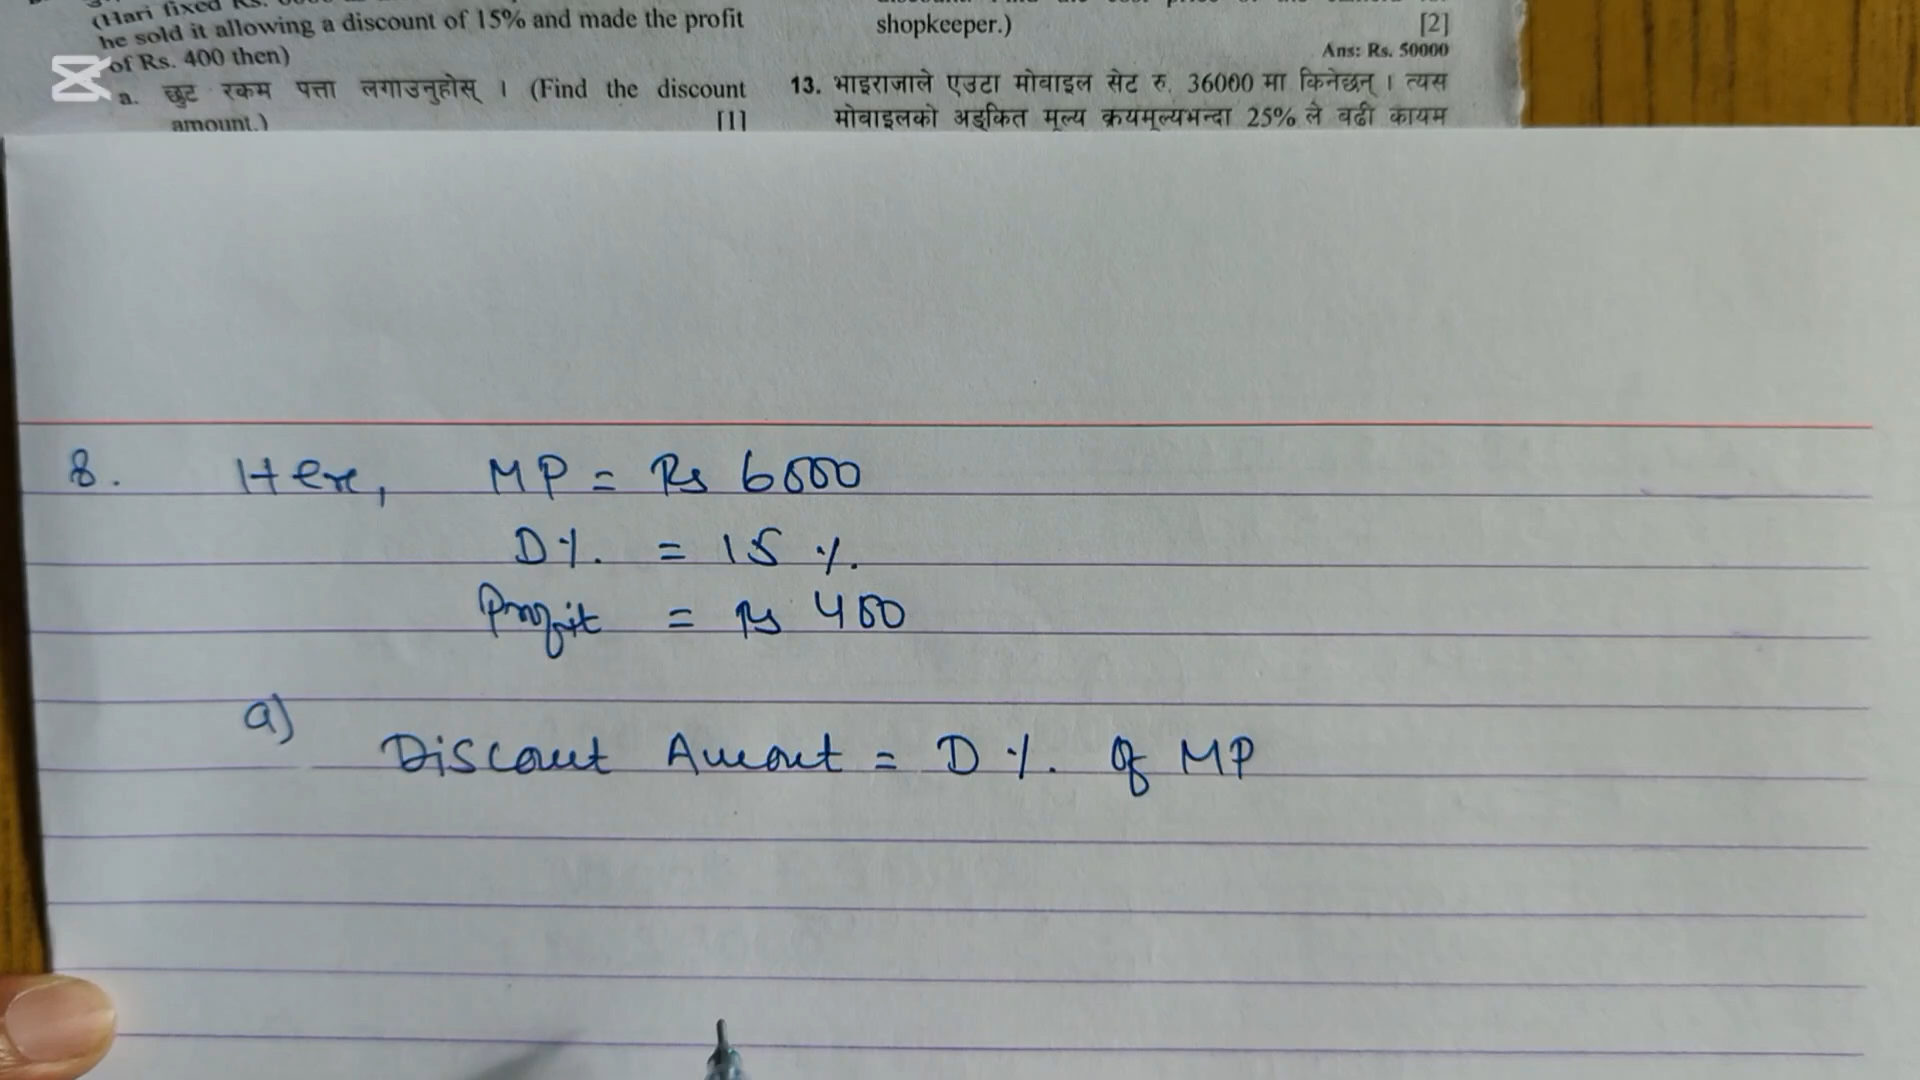 (Hari fixed Rs.
he sold it allowing a discount of 15% and made the profit
of Rs. 400 then)
a. छुट रकम पत्ता लगाउनुहोस् । (Find the discount
amount.) [1]
shopkeeper.) [2]
Ans: Rs. 50000
13. भाइराजाले एउटा मोबाइल सेट रु. 36000 मा किनेछन् । त्यस
मोबाइलको अङ्कित मूल्य क्रयमूल्यभन्दा 25% ले बढी कायम
8. Here, MP = Rs 6000
D%. = 15 %.
Profit = Rs 400
a)
Discount Amount = D %. of MP